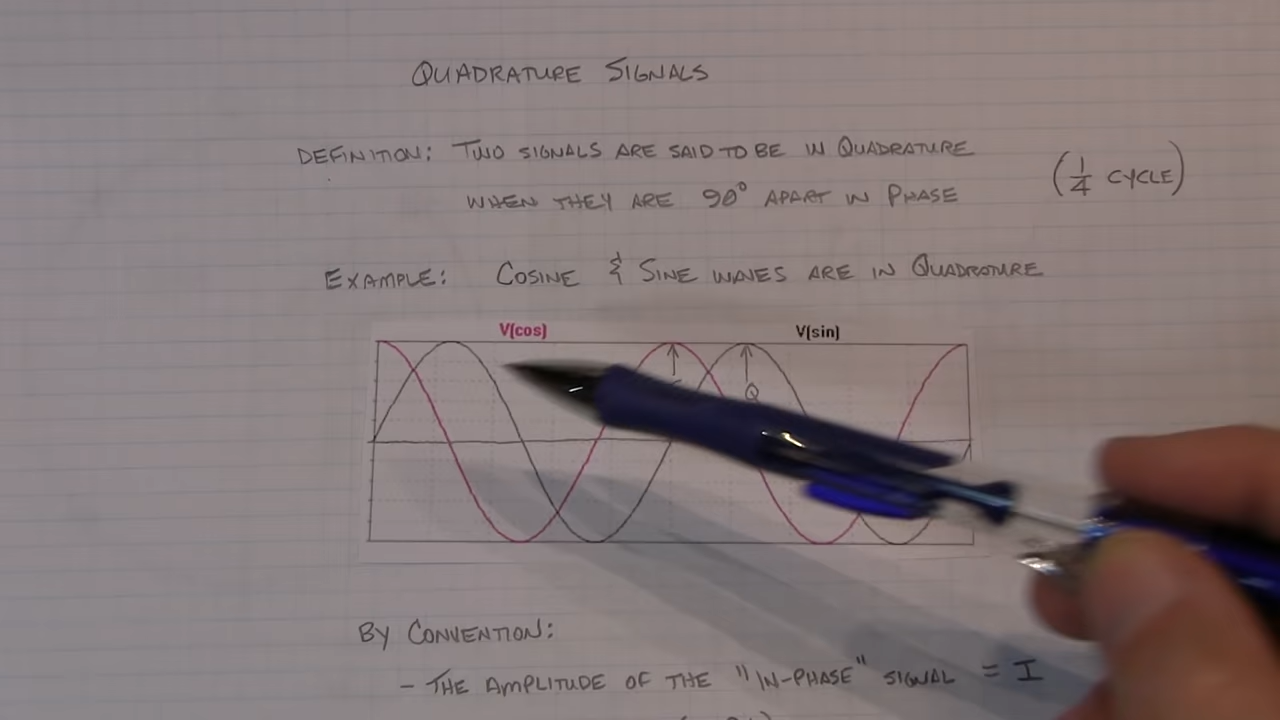 QUADRATURE SIGNALS
DEFINITION: TWO SIGNALS ARE SAID TO BE IN QUADRATURE
WHEN THEY ARE 90° APART IN PHASE
(1/4 CYCLE)
EXAMPLE: COSINE & SINE WAVES ARE IN QUADRATURE
V(cos) V(sin)
Q
BY CONVENTION:
- THE AMPLITUDE OF THE "IN-PHASE" SIGNAL = I